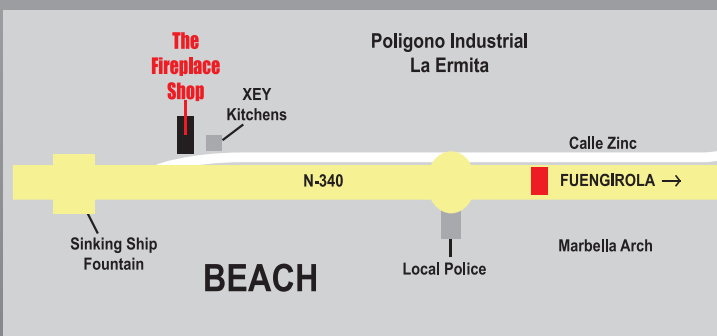 The
Fireplace
Shop
Poligono Industrial
La Ermita
XEY
Kitchens
Calle Zinc
N-340
FUENGIROLA →
Sinking Ship
Fountain
BEACH
Local Police
Marbella Arch